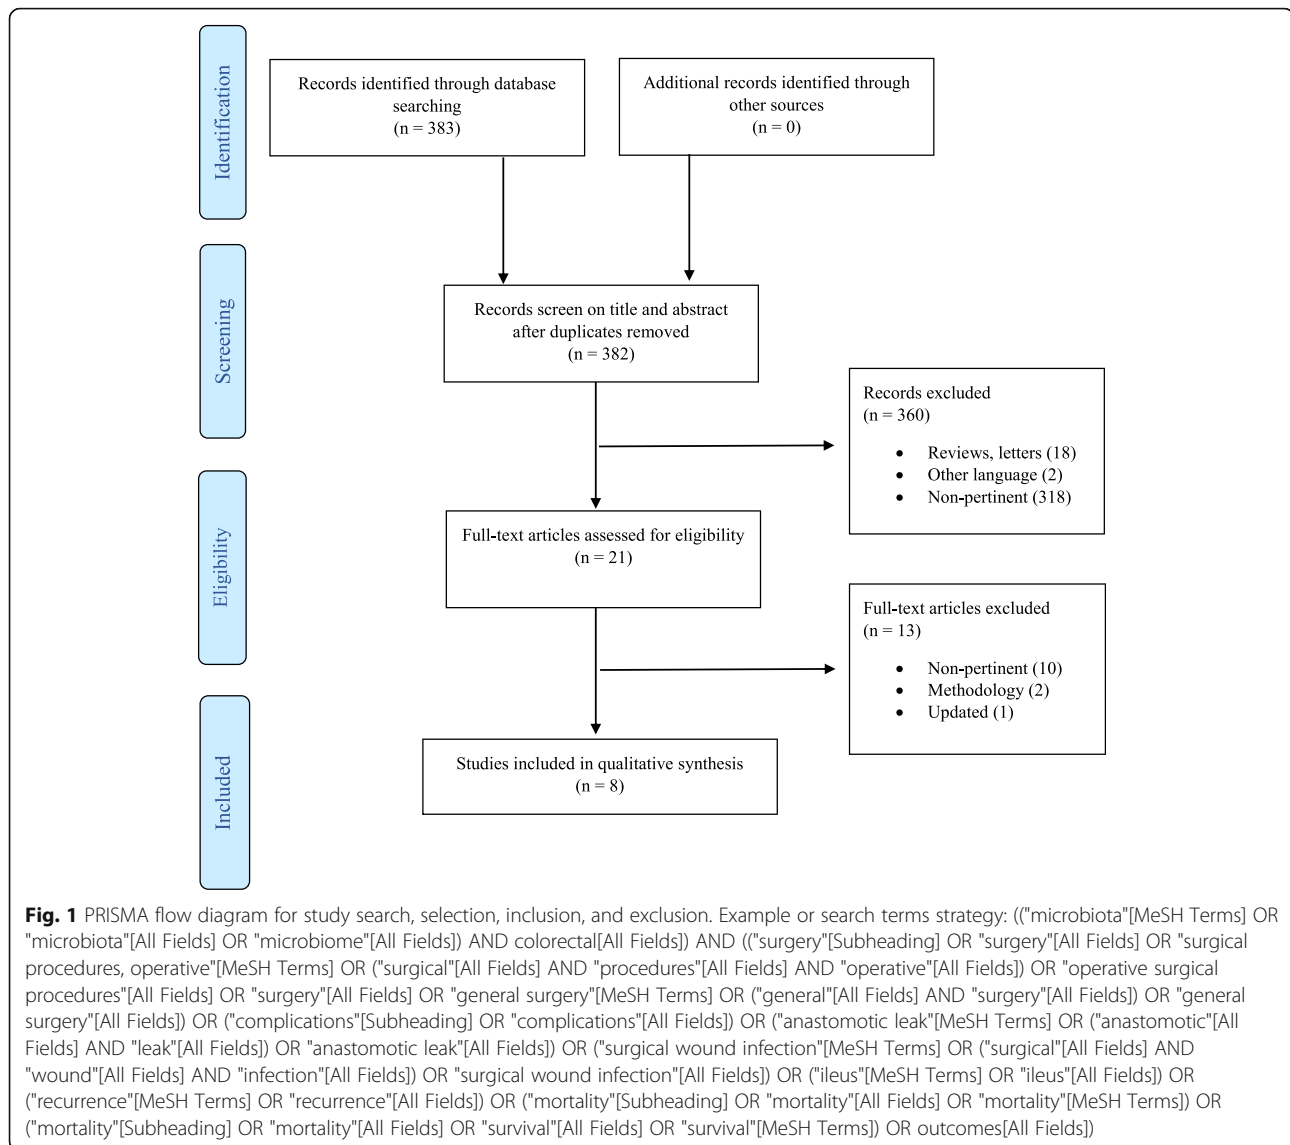 Identification
Records identified through database
searching
(n = 383)
Additional records identified through
other sources
(n = 0)
Screening
Records screen on title and abstract
after duplicates removed
(n = 382)
Records excluded
(n = 360)
• Reviews, letters (18)
• Other language (2)
• Non-pertinent (318)
Eligibility
Full-text articles assessed for eligibility
(n = 21)
Full-text articles excluded
(n = 13)
• Non-pertinent (10)
• Methodology (2)
• Updated (1)
Included
Studies included in qualitative synthesis
(n = 8)
Fig. 1 PRISMA flow diagram for study search, selection, inclusion, and exclusion. Example or search terms strategy: (("microbiota"[MeSH Terms] OR
"microbiota"[All Fields] OR "microbiome"[All Fields]) AND colorectal[All Fields]) AND (("surgery"[Subheading] OR "surgery"[All Fields] OR "surgical
procedures, operative"[MeSH Terms] OR ("surgical"[All Fields] AND "procedures"[All Fields] AND "operative"[All Fields]) OR "operative surgical
procedures"[All Fields] OR "surgery"[All Fields] OR "general surgery"[MeSH Terms] OR ("general"[All Fields] AND "surgery"[All Fields]) OR "general
surgery"[All Fields]) OR ("complications"[Subheading] OR "complications"[All Fields]) OR ("anastomotic leak"[MeSH Terms] OR ("anastomotic"[All
Fields] AND "leak"[All Fields]) OR "anastomotic leak"[All Fields]) OR ("surgical wound infection"[MeSH Terms] OR ("surgical"[All Fields] AND
"wound"[All Fields] AND "infection"[All Fields]) OR "surgical wound infection"[All Fields]) OR ("ileus"[MeSH Terms] OR "ileus"[All Fields]) OR
("recurrence"[MeSH Terms] OR "recurrence"[All Fields]) OR ("mortality"[Subheading] OR "mortality"[All Fields] OR "mortality"[MeSH Terms]) OR
("mortality"[Subheading] OR "mortality"[All Fields] OR "survival"[All Fields] OR "survival"[MeSH Terms]) OR outcomes[All Fields])